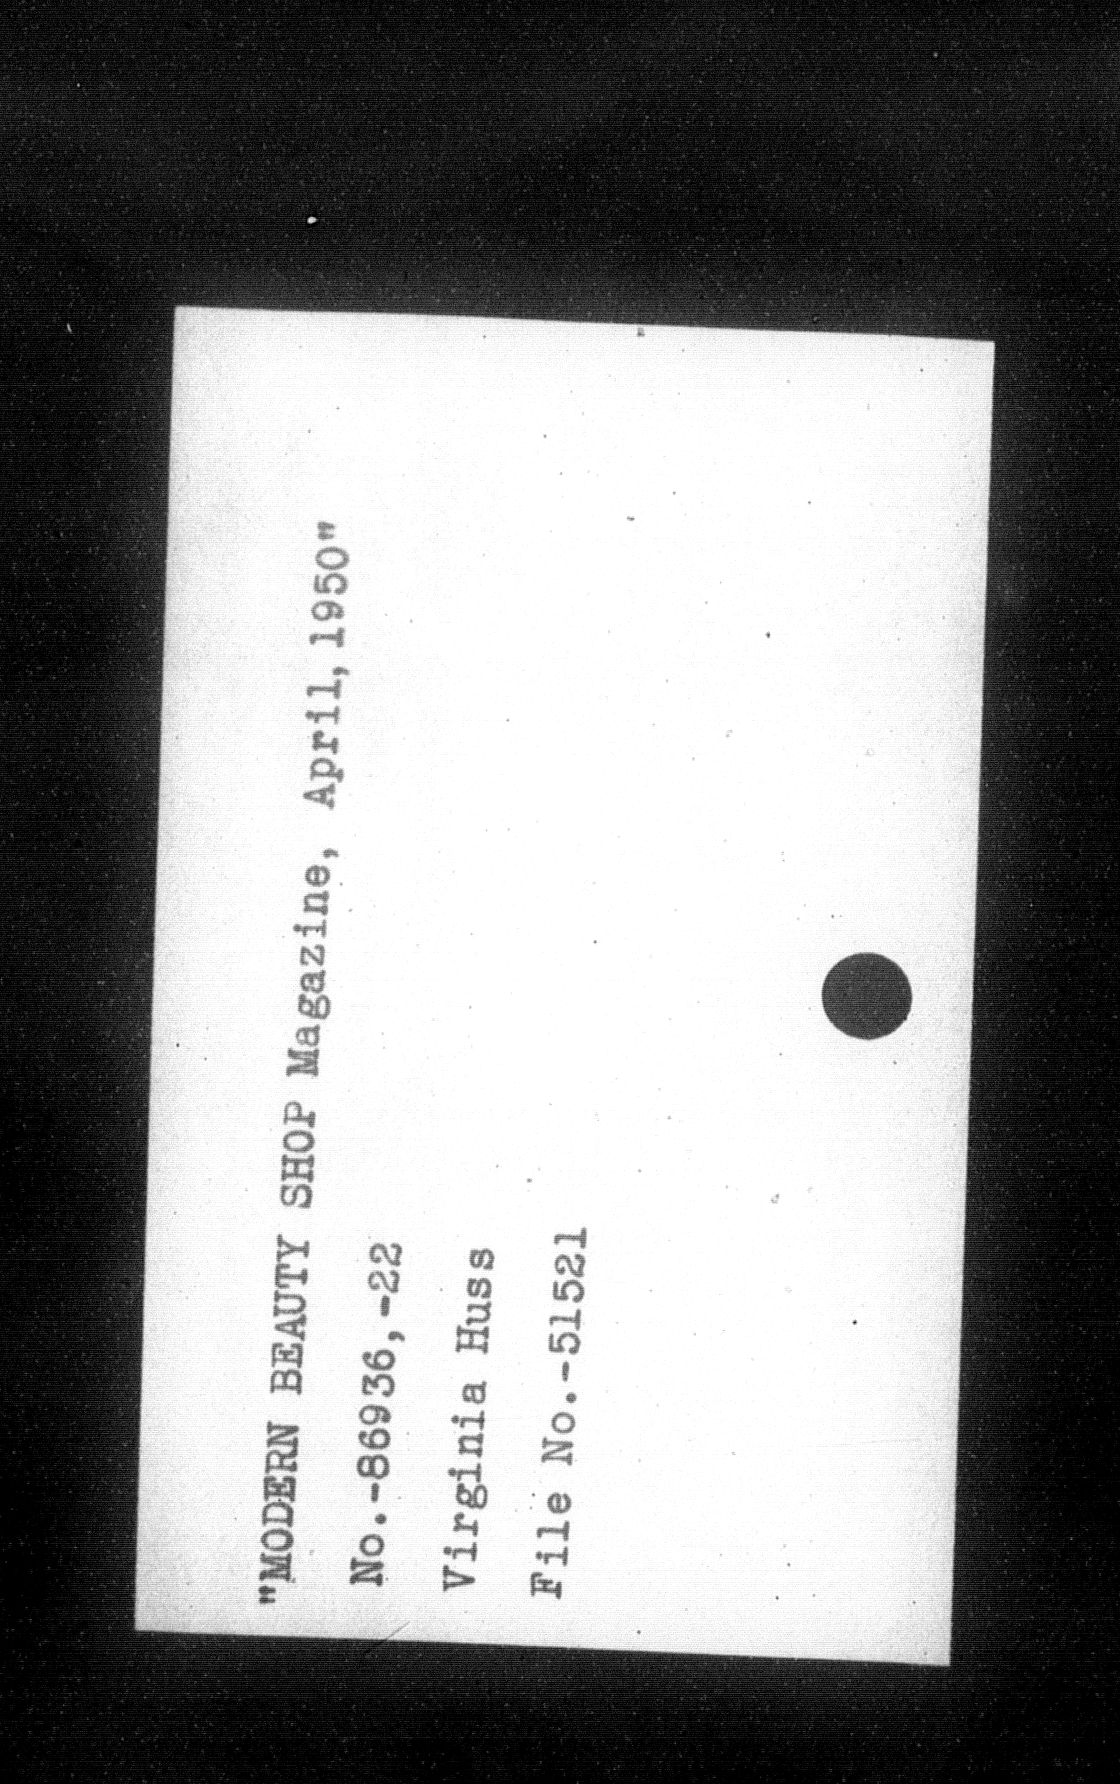 "MODERN BEAUTY SHOP Magazine, April, 1950"
No.-86936,-22
Virginia Huss
File No.-51521